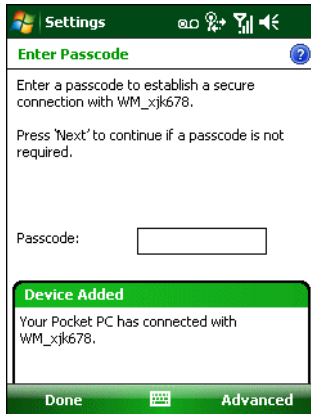 Settings
Enter Passcode
Enter a passcode to establish a secure
connection with WM_xjk678.
Press 'Next' to continue if a passcode is not
required.
Passcode:
Device Added
Your Pocket PC has connected with
WM_xjk678.
Done Advanced